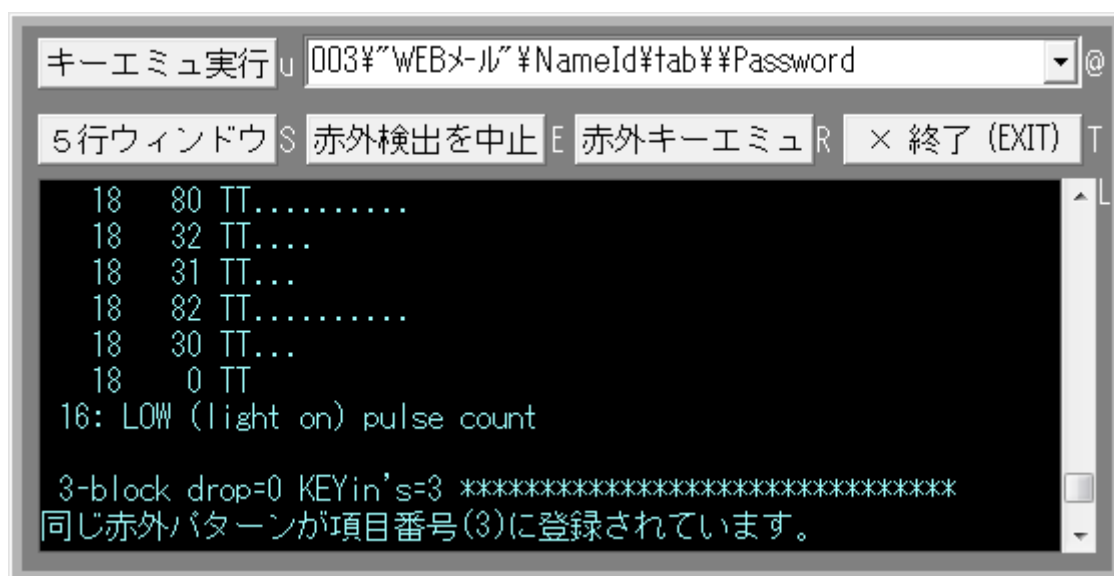 キーエミュ実行 u 003¥"WEBメール"¥NameId¥tab¥¥Password @
5行ウィンドウ S 赤外検出を中止 E 赤外キーエミュ R × 終了 (EXIT) T
L
18 80 TT..........
18 32 TT....
18 31 TT...
18 82 TT..........
18 30 TT...
18 0 TT
16: LOW (light on) pulse count
3-block drop=0 KEYin's=3 *******************************
同じ赤外パターンが項目番号(3)に登録されています。